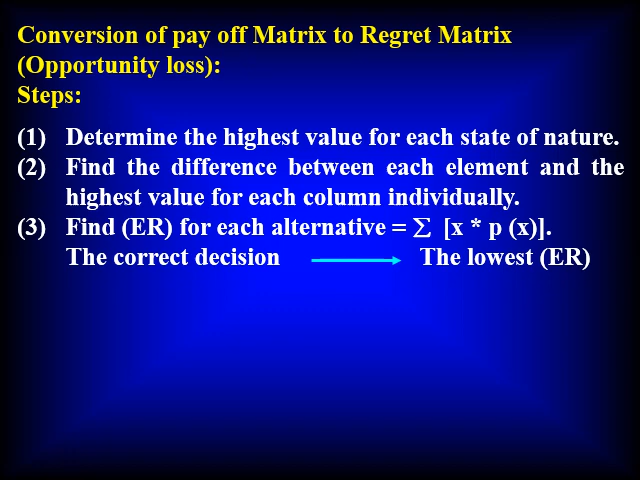 Conversion of pay off Matrix to Regret Matrix
(Opportunity loss):
Steps:
(1) Determine the highest value for each state of nature.
(2) Find the difference between each element and the
highest value for each column individually.
(3) Find (ER) for each alternative = ∑ [x * p (x)].
The correct decision The lowest (ER)